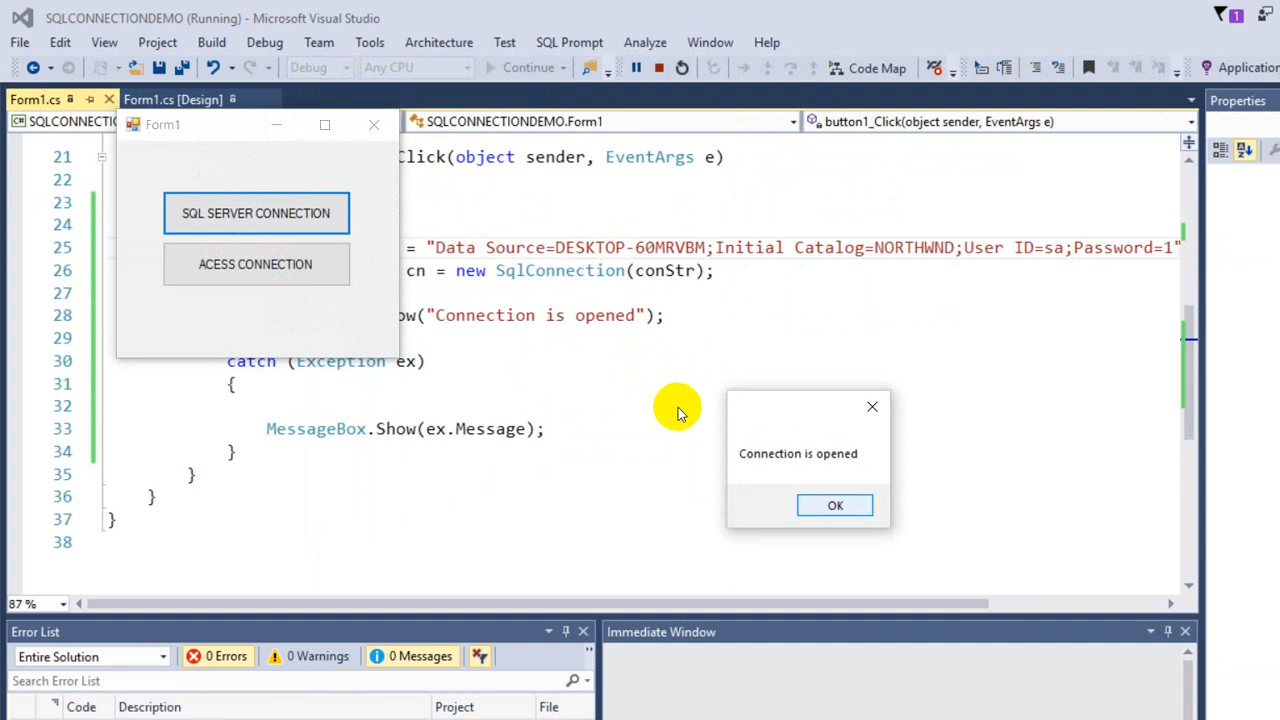 SQLCONNECTIONDEMO (Running) - Microsoft Visual Studio
1
File Edit View Project Build Debug Team Tools Architecture Test SQL Prompt Analyze Window Help
Debug Any CPU Continue Code Map Application
Form1.cs Form1.cs [Design] Properties
C# SQLCONNECTIO SQLCONNECTIONDEMO.Form1 button1_Click(object sender, EventArgs e)
Form1
SQL SERVER CONNECTION
ACESS CONNECTION
21 Click(object sender, EventArgs e)
22
23
24
25 = "Data Source=DESKTOP-60MRVBM;Initial Catalog=NORTHWND;User ID=sa;Password=1"
26 cn = new SqlConnection(conStr);
27
28 ow("Connection is opened");
29
30 catch (Exception ex)
31 {
32
33 MessageBox.Show(ex.Message);
34 }
35 }
36 }
37 }
38
Connection is opened
OK
87 %
Error List
Entire Solution 0 Errors 0 Warnings 0 Messages
Search Error List
Code Description Project File
Immediate Window